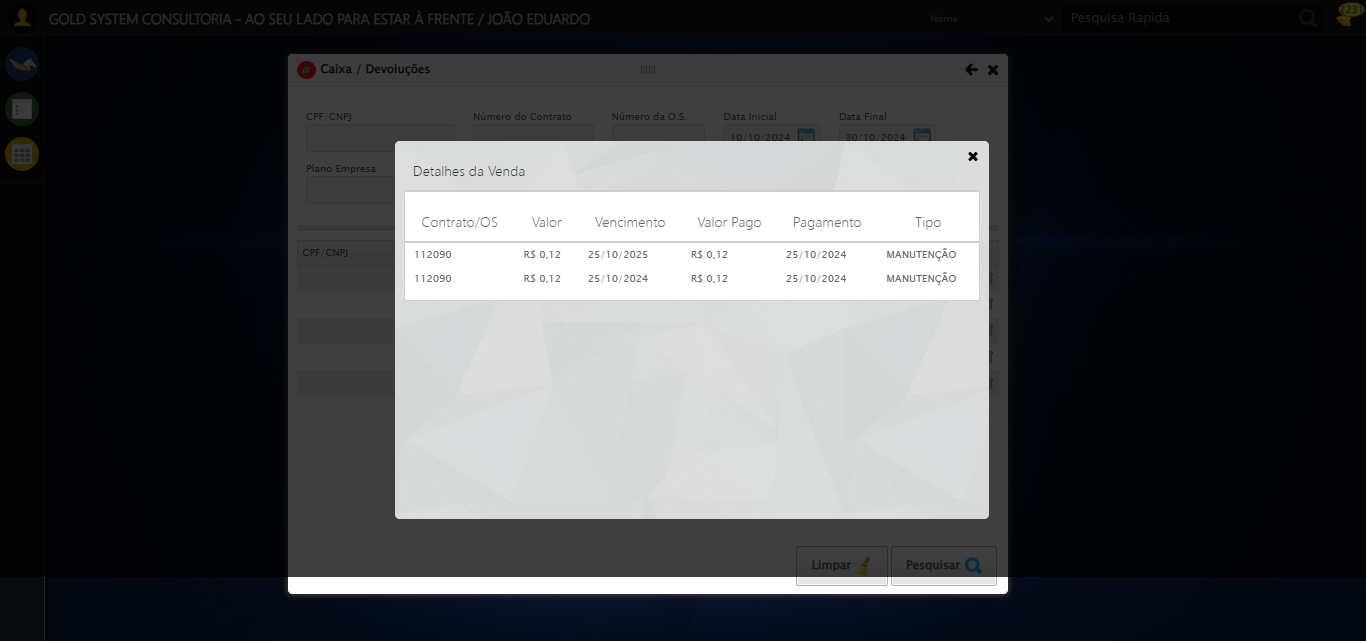 GOLD SYSTEM CONSULTORIA - AO SEU LADO PARA ESTAR À FRENTE / JOÃO EDUARDO
Nome
Pesquisa Rapida
223
Caixa / Devoluções
CPF/CNPJ
Número do Contrato
Número da O.S.
Data Inicial
Data Final
10/10/2024
30/10/2024
Plano Empresa
CPF/CNPJ
Detalhes da Venda
Contrato/OS Valor Vencimento Valor Pago Pagamento Tipo
112090 R$ 0,12 25/10/2025 R$ 0,12 25/10/2024 MANUTENÇÃO
112090 R$ 0,12 25/10/2024 R$ 0,12 25/10/2024 MANUTENÇÃO
Limpar
Pesquisar